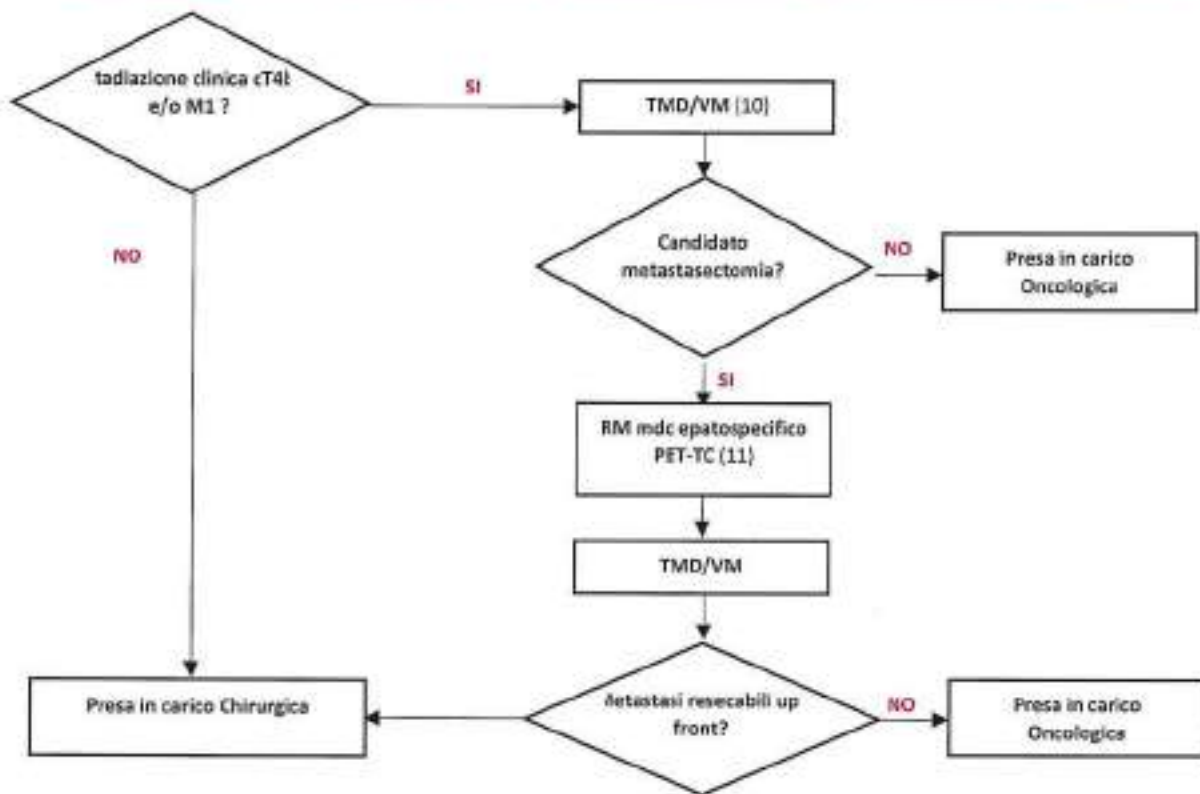 tadiazione clinica cT4b
e/o M1 ?
SI
TMD/VM (10)
NO
Candidato
metastasectomia?
NO
Presa in carico
Oncologica
SI
RM mdc epatospecifico
PET-TC (11)
TMD/VM
Presa in carico Chirurgica
Metastasi resecabili up
front?
NO
Presa in carico
Oncologica